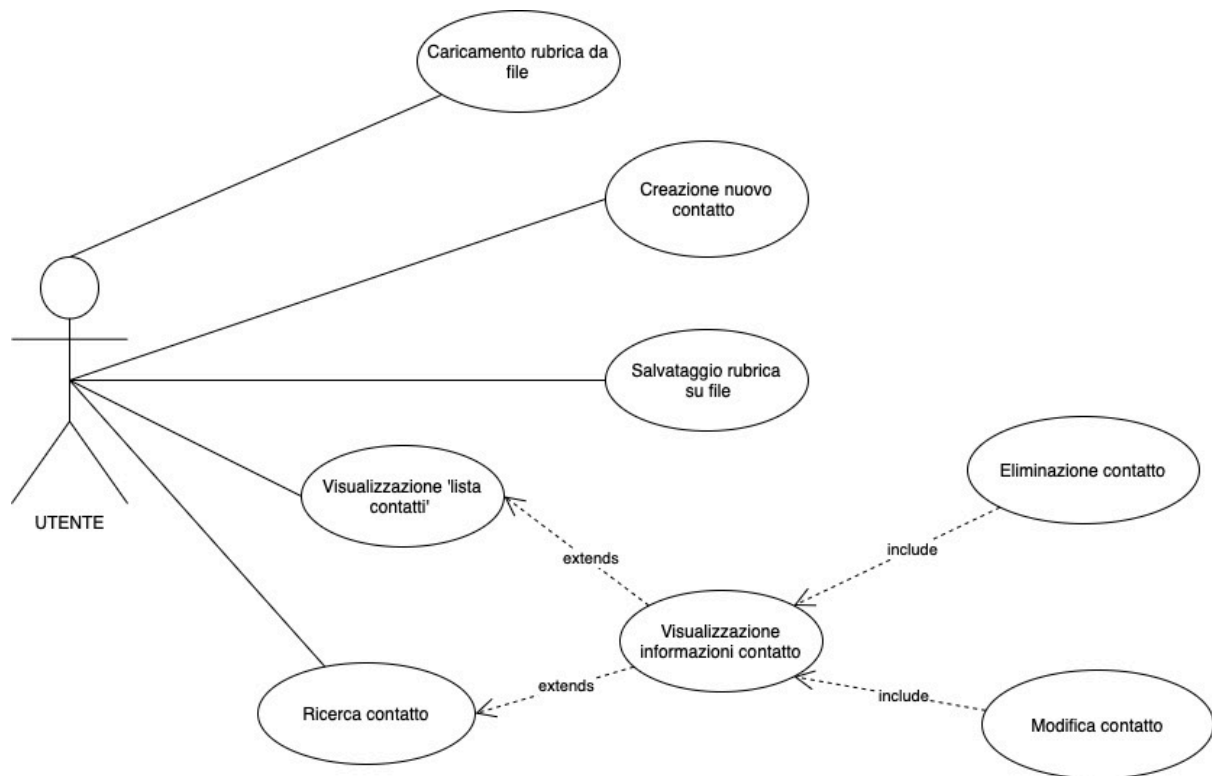 Caricamento rubrica da
file
Creazione nuovo
contatto
Salvataggio rubrica
su file
Visualizzazione 'lista
contatti'
Eliminazione contatto
UTENTE
extends
include
Visualizzazione
informazioni contatto
extends
include
Ricerca contatto
Modifica contatto